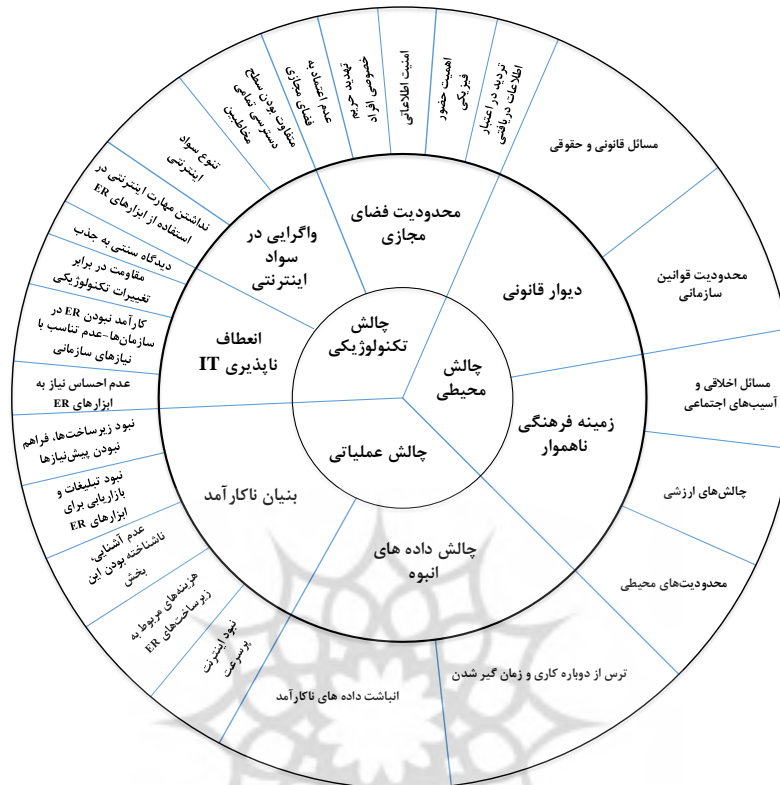 چالش
تکنولوژیکی
چالش
محیطی
چالش عملیاتی
محدودیت فضای
مجازی
دیوار قانونی
زمینه فرهنگی
ناهموار
چالش داده های
انبوه
بنیان ناکارآمد
انعطاف
ناپذیری IT
واگرایی در
سواد
اینترنتی
مسائل قانونی و حقوقی
محدودیت قوانین
سازمانی
مسائل اخلاقی و
آسیب‌های اجتماعی
چالش‌های ارزشی
محدودیت‌های محیطی
ترس از دوباره کاری و زمان گیر شدن
انباشت داده های ناکارآمد
نبود اینترنت
پرسرعت
هزینه‌های مربوط به
زیرساخت‌های ER
عدم آشنایی،
ناشناخته بودن این
بخش
نبود تبلیغات و
بازاریابی برای
ابزارهای ER
نبود زیرساخت‌ها، فراهم
نبودن پیش‌نیازها
عدم احساس نیاز به
ابزارهای ER
کارآمد نبودن ER در
سازمان‌ها-عدم تناسب با
نیازهای سازمانی
مقاومت در برابر
تغییرات تکنولوژیکی
دیدگاه سنتی به جذب
نداشتن مهارت اینترنتی در
استفاده از ابزارهای ER
تنوع سواد
اینترنتی
متفاوت بودن سطح
دسترسی تمامی
مخاطبین
عدم اعتماد به
فضای مجازی
تهدید حریم
خصوصی افراد
امنیت اطلاعاتی
اهمیت حضور
فیزیکی
تردید در اعتبار
اطلاعات دریافتی